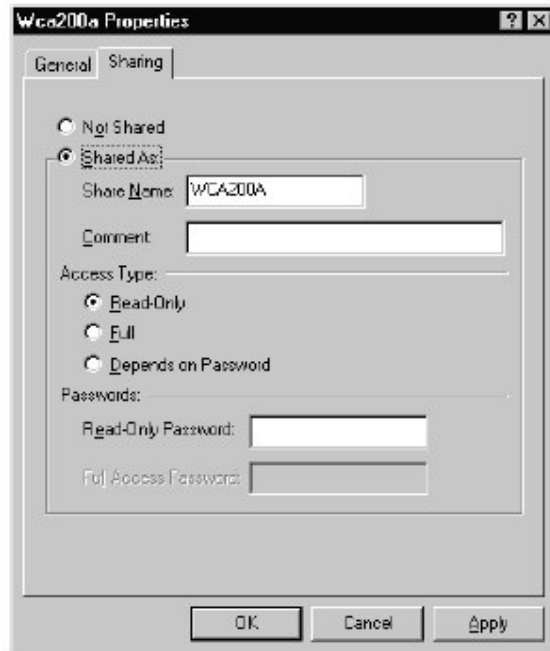 Wca200a Properties
General Sharing
Not Shared
Shared As:
Share Name: WCA200A
Comment:
Access Type:
Read-Only
Full
Depends on Password
Passwords:
Read-Only Password:
Full Access Password:
OK Cancel Apply